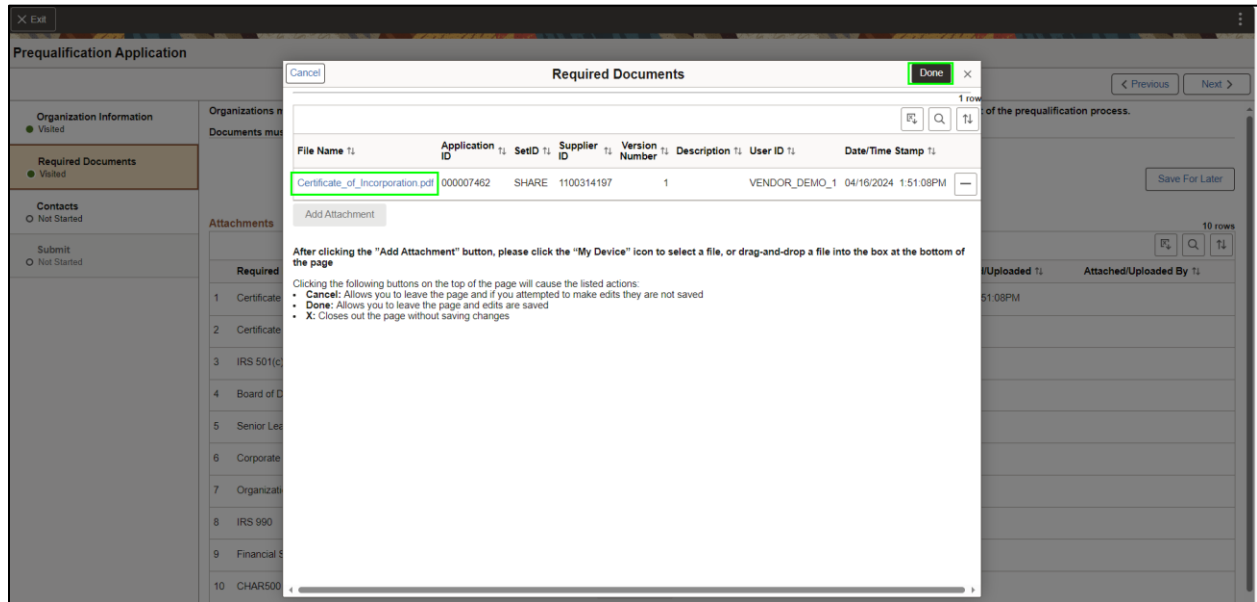 Exit
Prequalification Application
Cancel
Required Documents
Done
1 row
Previous
Next
Organization Information
Visited
Required Documents
Visited
Contacts
Not Started
Submit
Not Started
Organizations
of the prequalification process.
Documents
Save For Later
Attachments
10 rows
File Name Application ID SetID Supplier ID Version Number Description User ID Date/Time Stamp
Certificate_of_Incorporation.pdf 000007462 SHARE 1100314197 1 VENDOR_DEMO_1 04/16/2024 1:51:08PM
Add Attachment
After clicking the "Add Attachment" button, please click the “My Device” icon to select a file, or drag-and-drop a file into the box at the bottom of
the page
Clicking the following buttons on the top of the page will cause the listed actions:
• Cancel: Allows you to leave the page and if you attempted to make edits they are not saved
• Done: Allows you to leave the page and edits are saved
• X: Closes out the page without saving changes
Required
/Uploaded
Attached/Uploaded By
1 Certificate
51:08PM
2 Certificate
3 IRS 501(c)
4 Board of D
5 Senior Lea
6 Corporate
7 Organizati
8 IRS 990
9 Financial S
10 CHAR500